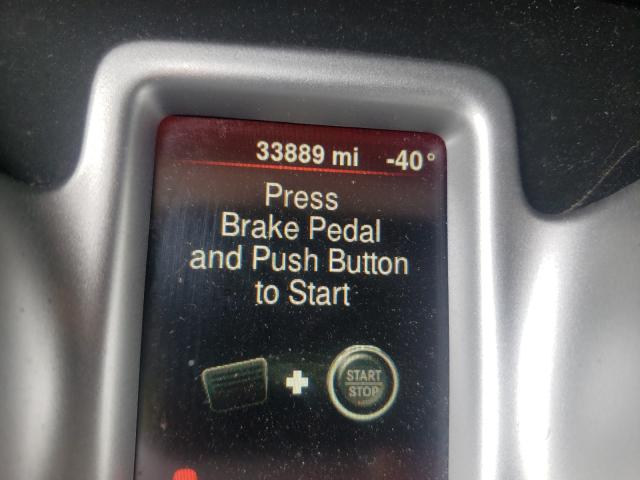 33889 mi -40°
Press
Brake Pedal
and Push Button
to Start
START
STOP